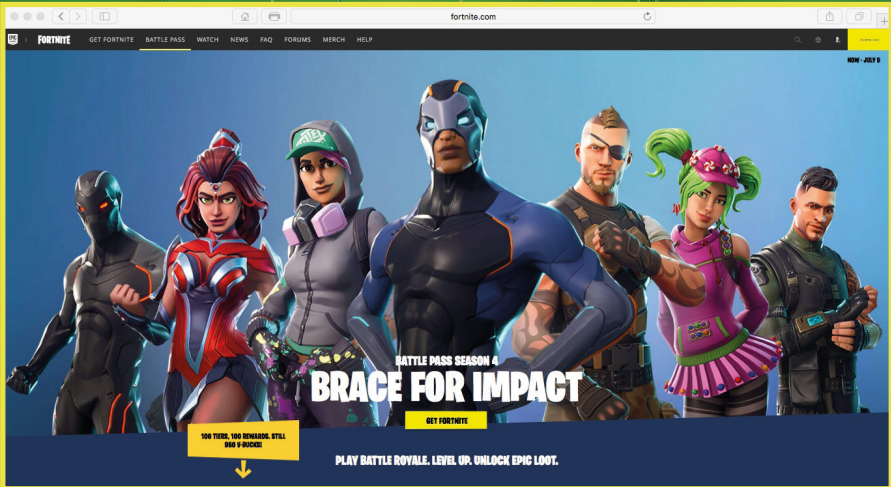 fortnite.com
EPIC GAMES
FORTNITE GET FORTNITE BATTLE PASS WATCH NEWS FAQ FORUMS MERCH HELP
NOW - JULY 9
ATEX
BATTLE PASS SEASON 4
BRACE FOR IMPACT
GET FORTNITE
100 TIERS, 100 REWARDS. STILL
950 V-BUCKS!
PLAY BATTLE ROYALE. LEVEL UP. UNLOCK EPIC LOOT.